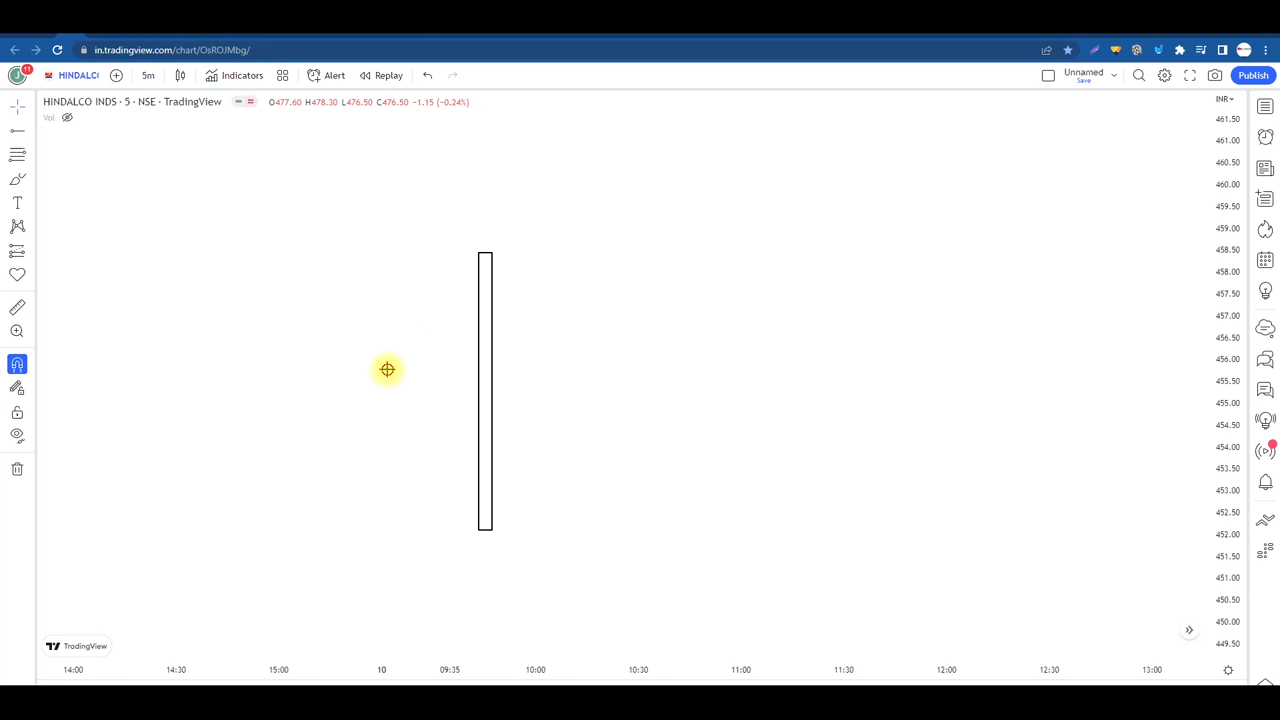 in.tradingview.com/chart/OsROJMbg/
J
11
HINDALCO
5m
Indicators
Alert
Replay
Unnamed
Save
Publish
HINDALCO INDS · 5 · NSE · TradingView
O477.60 H478.30 L476.50 C476.50 −1.15 (−0.24%)
Vol
INR
461.50
461.00
460.50
460.00
459.50
459.00
458.50
458.00
457.50
457.00
456.50
456.00
455.50
455.00
454.50
454.00
453.50
453.00
452.50
452.00
451.50
451.00
450.50
450.00
449.50
TradingView
14:00 14:30 15:00 10 09:35 10:00 10:30 11:00 11:30 12:00 12:30 13:00